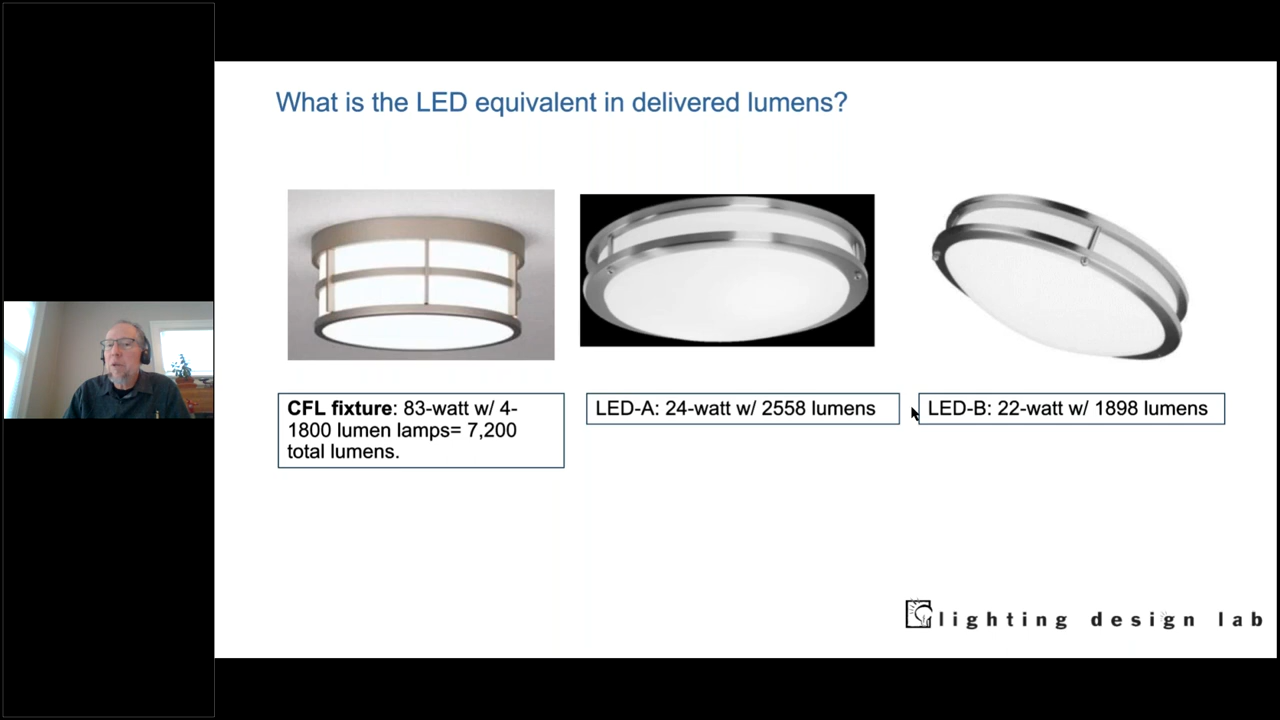 What is the LED equivalent in delivered lumens?
CFL fixture: 83-watt w/ 4-
1800 lumen lamps= 7,200
total lumens.
LED-A: 24-watt w/ 2558 lumens
LED-B: 22-watt w/ 1898 lumens
lighting design lab